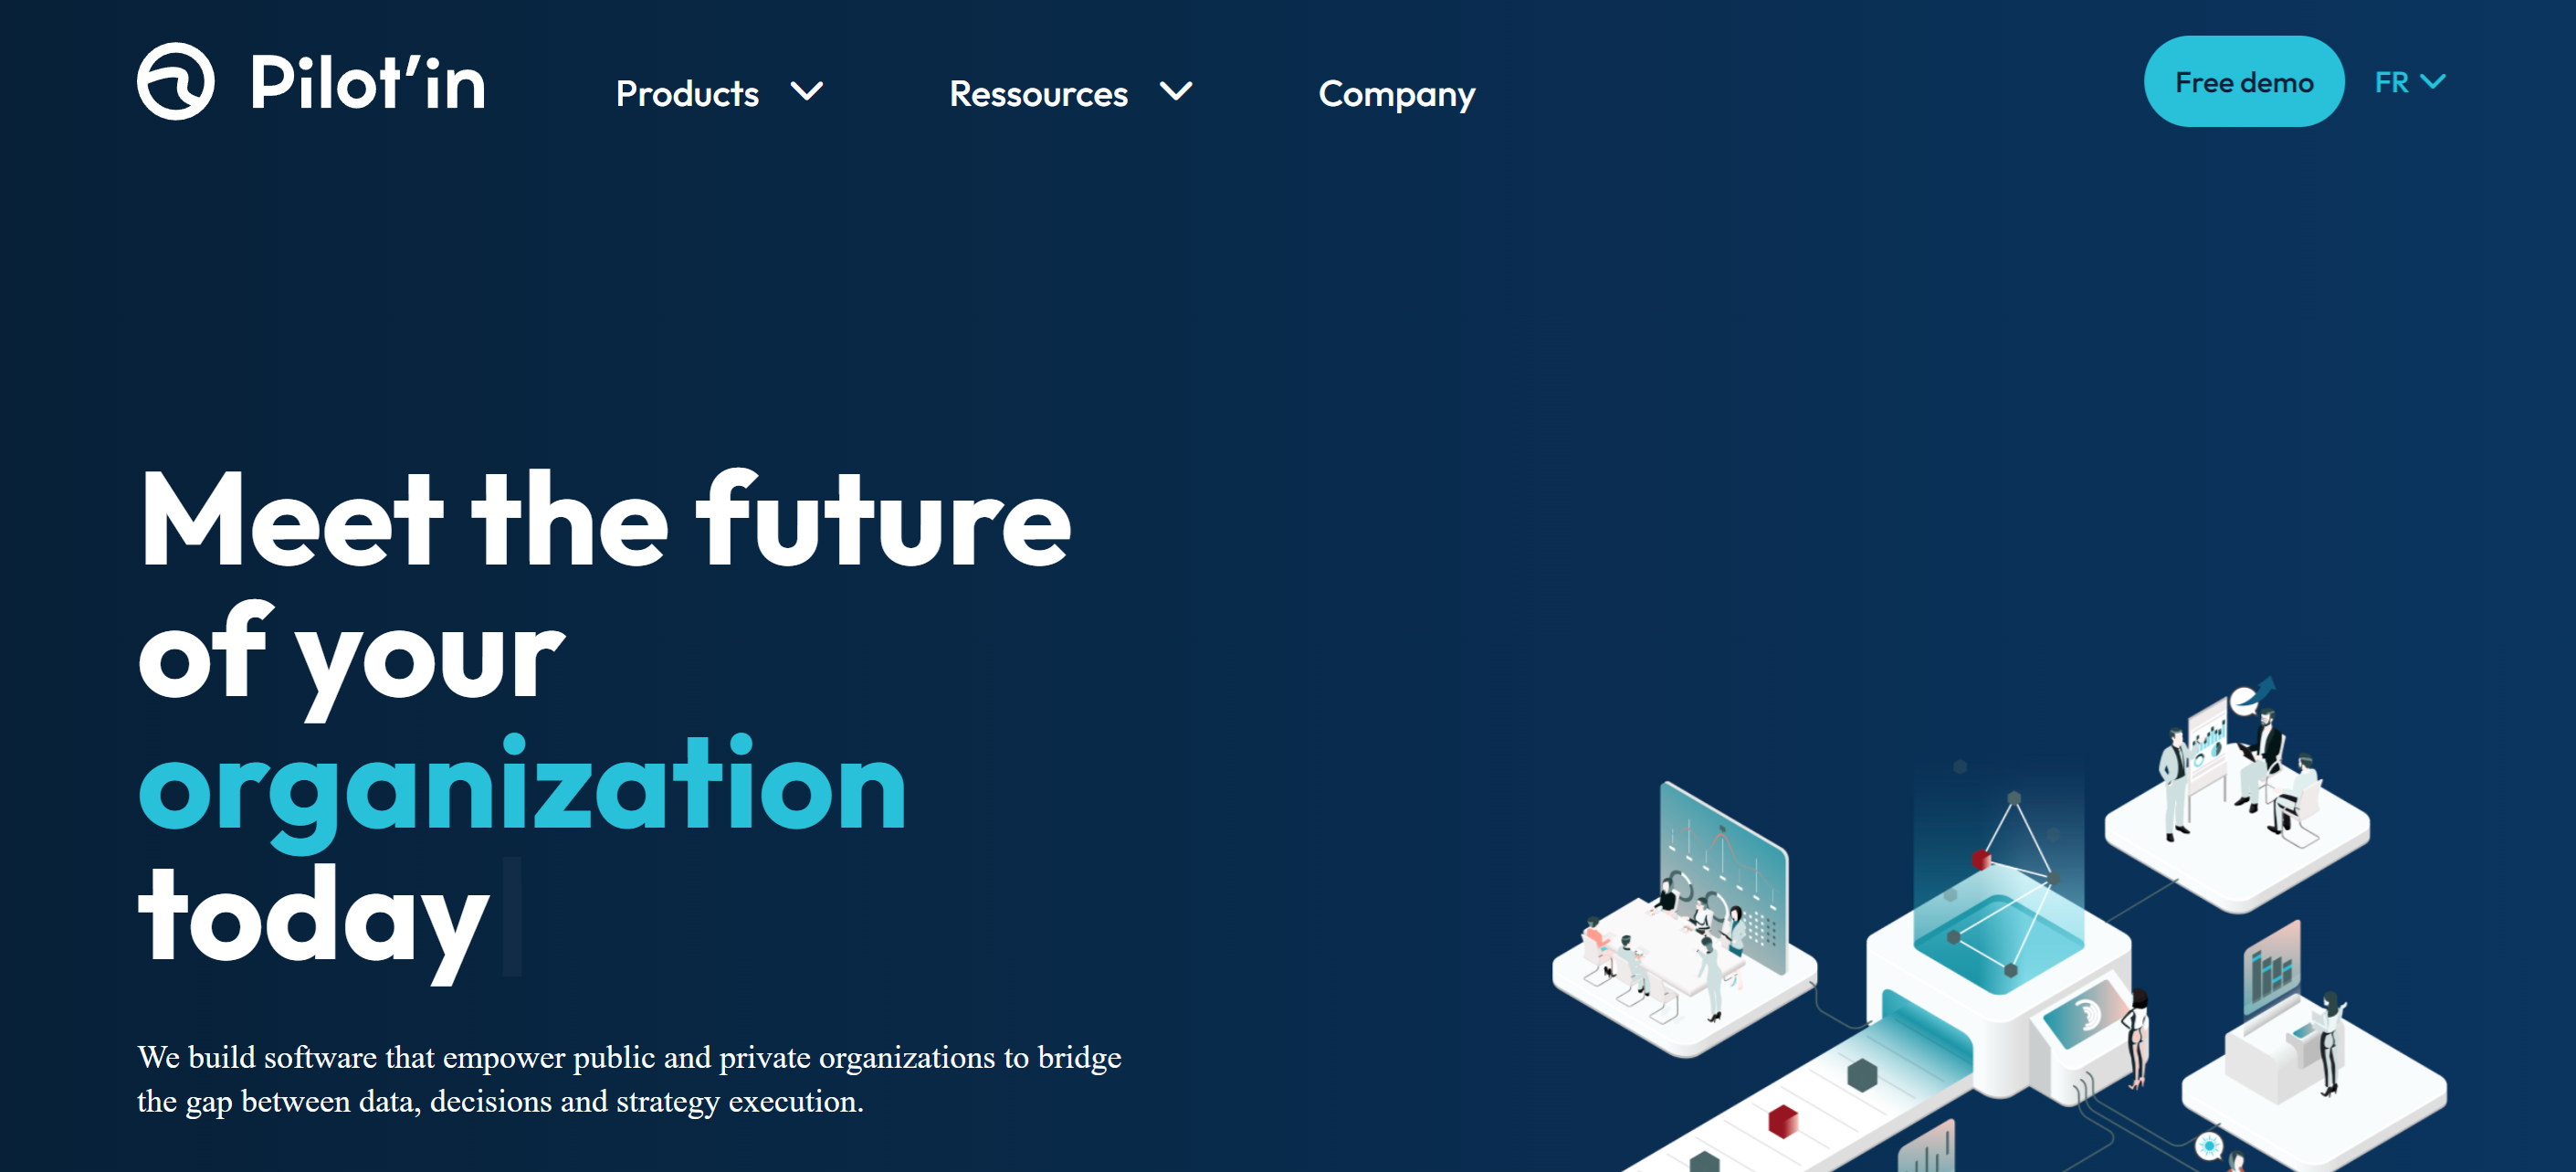 Pilot’in
Products
Ressources
Company
Free demo
FR
Meet the future
of your
organization
today
We build software that empower public and private organizations to bridge
the gap between data, decisions and strategy execution.